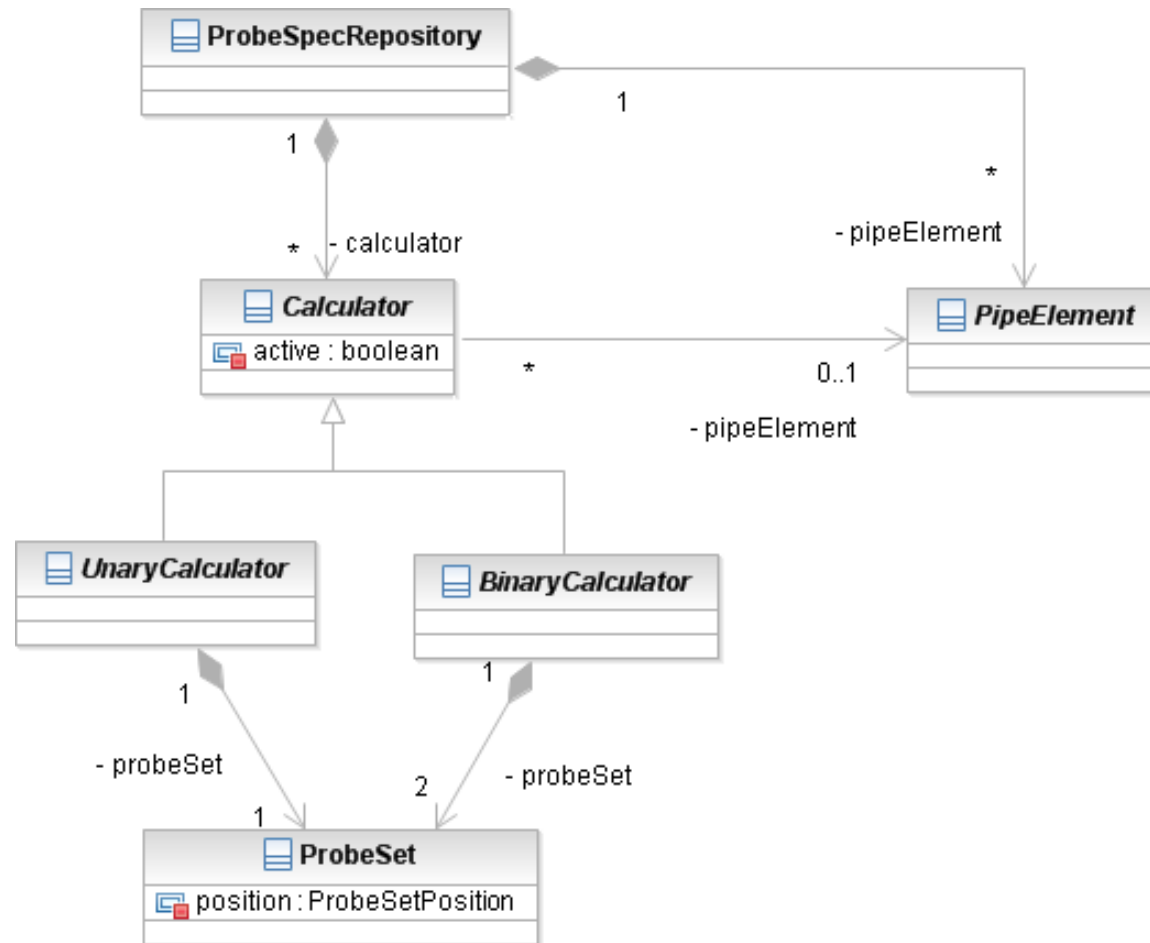 ProbeSpecRepository
1
1
*
- calculator
*
- pipeElement
Calculator
active : boolean
PipeElement
*
0..1
- pipeElement
UnaryCalculator
BinaryCalculator
1
1
- probeSet
- probeSet
1
2
ProbeSet
position : ProbeSetPosition